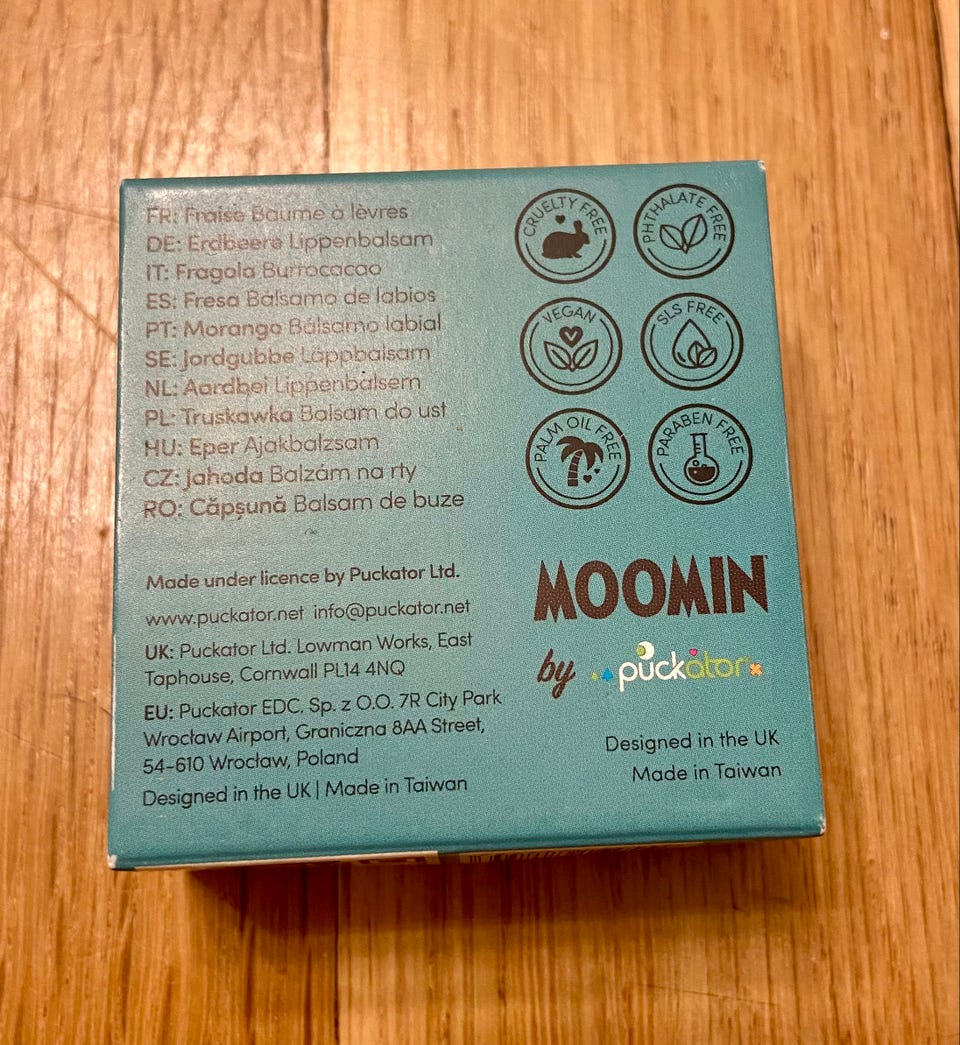 FR: Fraise Baume à lèvres
DE: Erdbeere Lippenbalsam
IT: Fragola Burrocacao
ES: Fresa Bálsamo de labios
PT: Morango Bálsamo labial
SE: Jordgubbe Läppbalsam
NL: Aardbei Lippenbalsem
PL: Truskawka Balsam do ust
HU: Eper Ajakbalzsam
CZ: Jahoda Balzám na rty
RO: Căpșună Balsam de buze
Made under licence by Puckator Ltd.
www.puckator.net info@puckator.net
UK: Puckator Ltd. Lowman Works, East
Taphouse, Cornwall PL14 4NQ
EU: Puckator EDC, Sp. z O.O. 7R City Park
Wrocław Airport, Graniczna 8AA Street,
54-610 Wrocław, Poland
Designed in the UK | Made in Taiwan
CRUELTY FREE
PHTHALATE FREE
VEGAN
SLS FREE
PALM OIL FREE
PARABEN FREE
MOOMIN
by puckator
Designed in the UK
Made in Taiwan